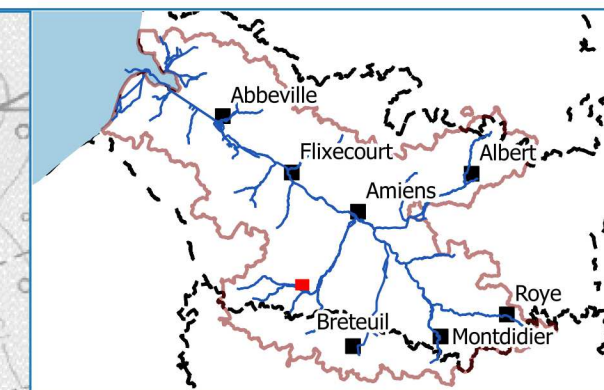 Abbeville
Flixecourt
Albert
Amiens
Roye
Breteuil
Montdidier